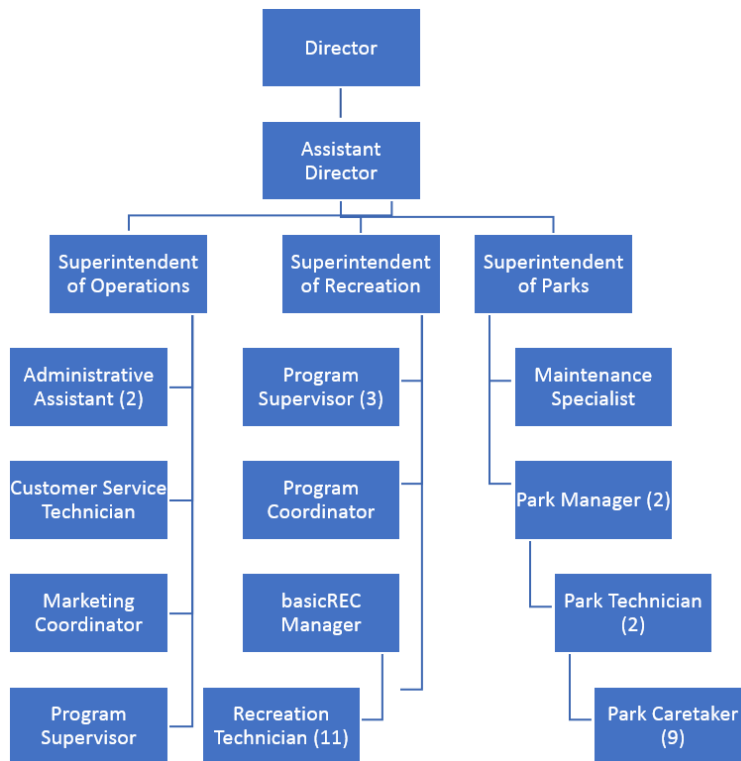 Director
Assistant
Director
Superintendent
of Operations
Superintendent
of Recreation
Superintendent
of Parks
Administrative
Assistant (2)
Program
Supervisor (3)
Maintenance
Specialist
Customer Service
Technician
Program
Coordinator
Park Manager (2)
Marketing
Coordinator
basicREC
Manager
Park Technician
(2)
Program
Supervisor
Recreation
Technician (11)
Park Caretaker
(9)